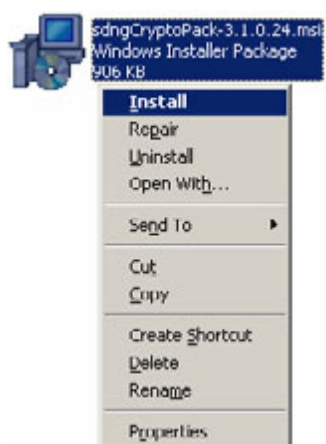 sdngCryptoPack-3.1.0.24.msi
Windows Installer Package
906 KB
Install
Repair
Uninstall
Open With...
Send To
Cut
Copy
Create Shortcut
Delete
Rename
Properties